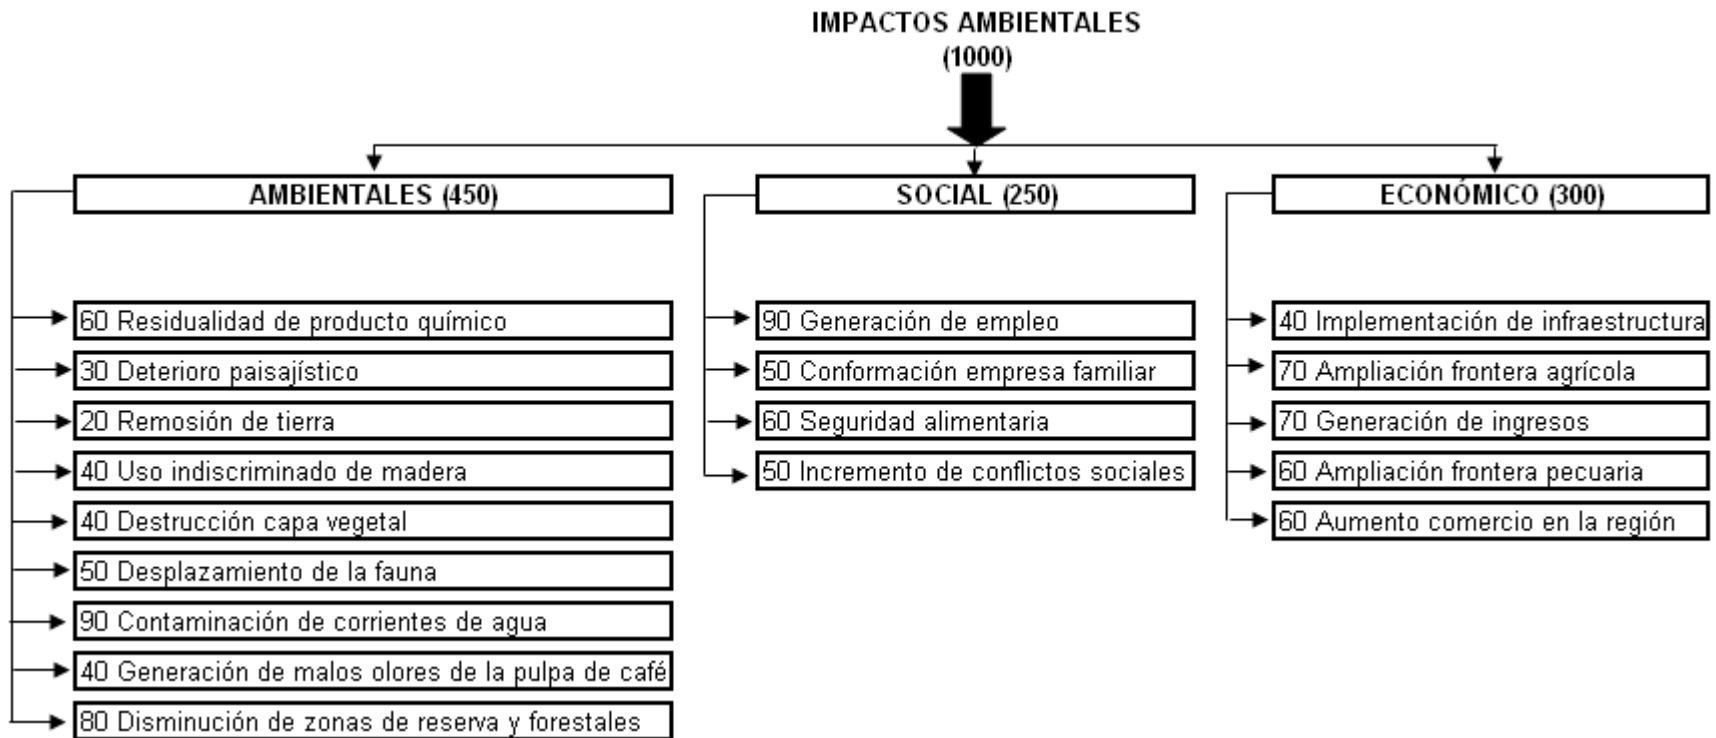 IMPACTOS AMBIENTALES
(1000)
AMBIENTALES (450)
60 Residualidad de producto químico
30 Deterioro paisajístico
20 Remosión de tierra
40 Uso indiscriminado de madera
40 Destrucción capa vegetal
50 Desplazamiento de la fauna
90 Contaminación de corrientes de agua
40 Generación de malos olores de la pulpa de café
80 Disminución de zonas de reserva y forestales
SOCIAL (250)
90 Generación de empleo
50 Conformación empresa familiar
60 Seguridad alimentaria
50 Incremento de conflictos sociales
ECONÓMICO (300)
40 Implementación de infraestructura
70 Ampliación frontera agrícola
70 Generación de ingresos
60 Ampliación frontera pecuaria
60 Aumento comercio en la región